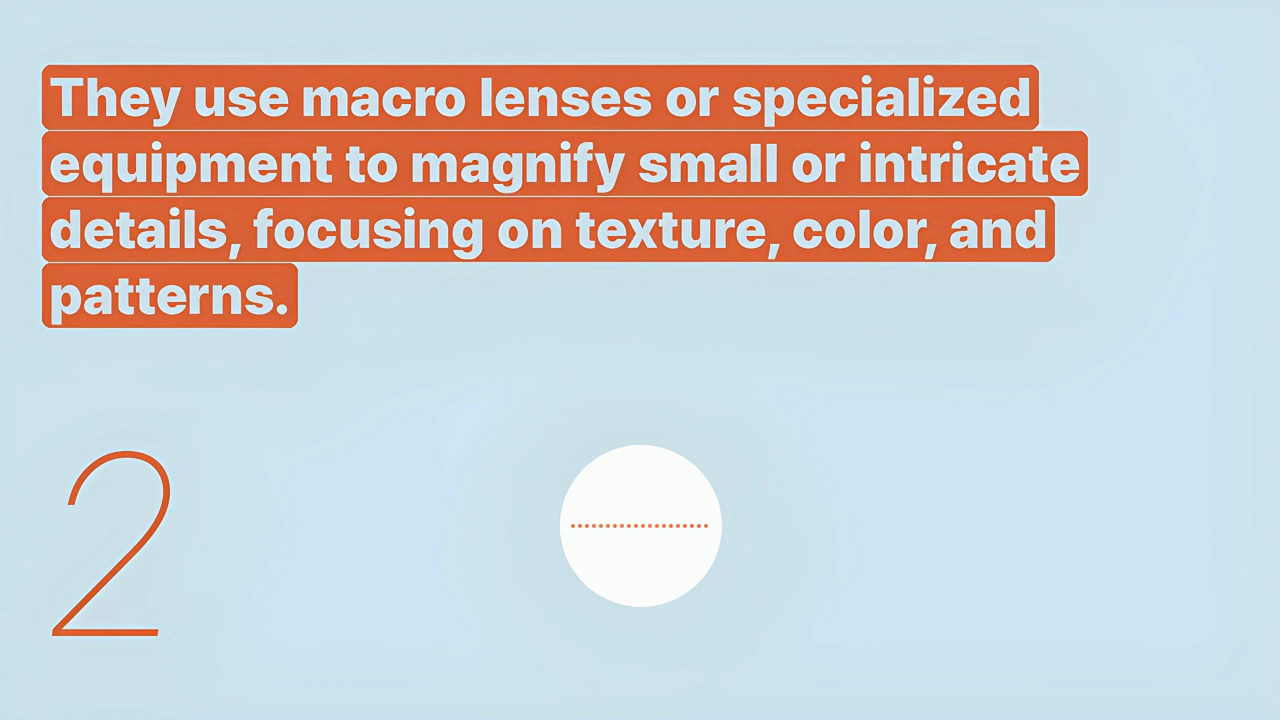 They use macro lenses or specialized
equipment to magnify small or intricate
details, focusing on texture, color, and
patterns.
2